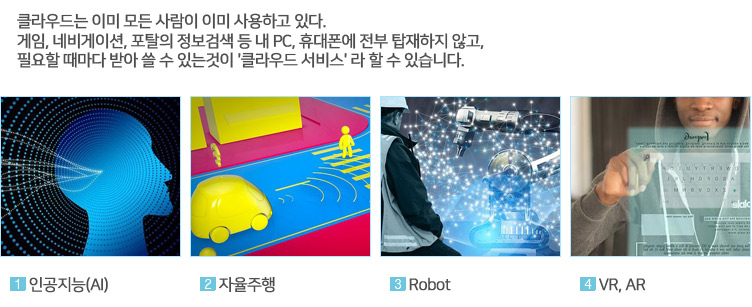 클라우드는 이미 모든 사람이 이미 사용하고 있다.
게임, 네비게이션, 포탈의 정보검색 등 내 PC, 휴대폰에 전부 탑재하지 않고,
필요할 때마다 받아 쓸 수 있는것이 '클라우드 서비스' 라 할 수 있습니다.
1 인공지능(AI)
2 자율주행
3 Robot
4 VR, AR